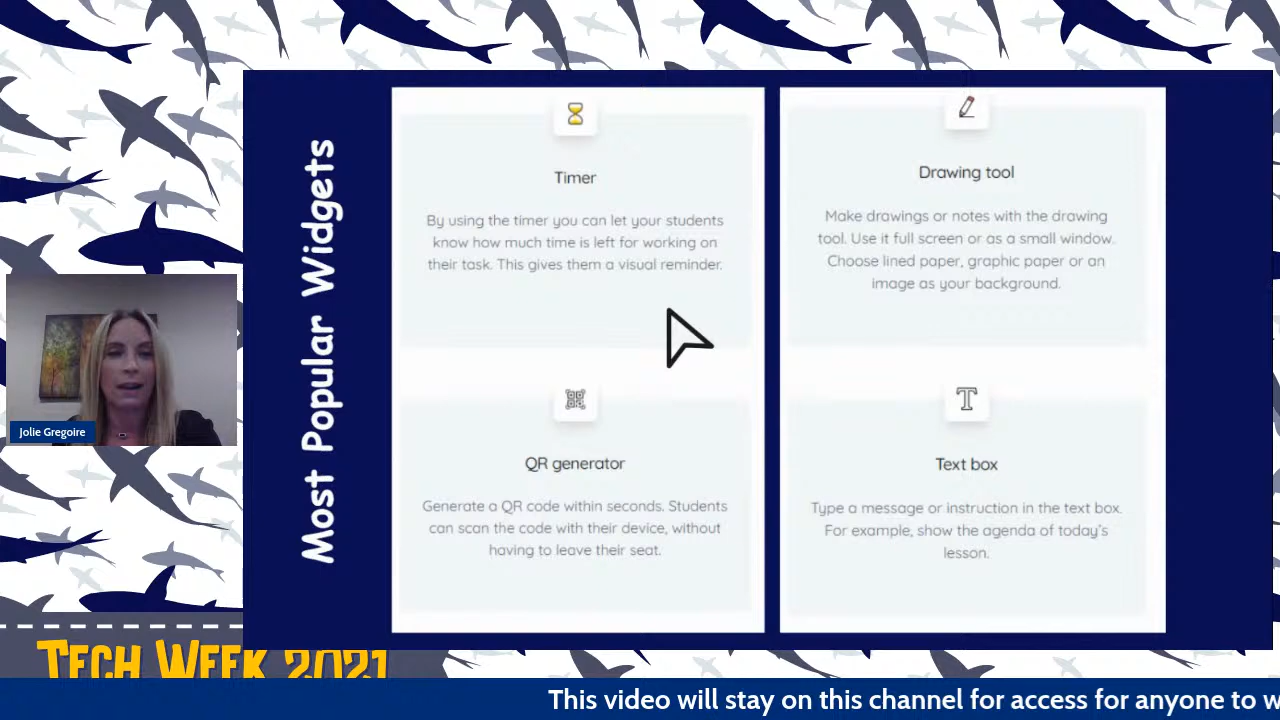 Most Popular Widgets
Timer
By using the timer you can let your students
know how much time is left for working on
their task. This gives them a visual reminder.
Drawing tool
Make drawings or notes with the drawing
tool. Use it full screen or as a small window.
Choose lined paper, graphic paper or an
image as your background.
QR generator
Generate a QR code within seconds. Students
can scan the code with their device, without
having to leave their seat.
T
Text box
Type a message or instruction in the text box.
For example, show the agenda of today's
lesson.
Jolie Gregoire
TECH WEEK 2021
This video will stay on this channel for access for anyone to